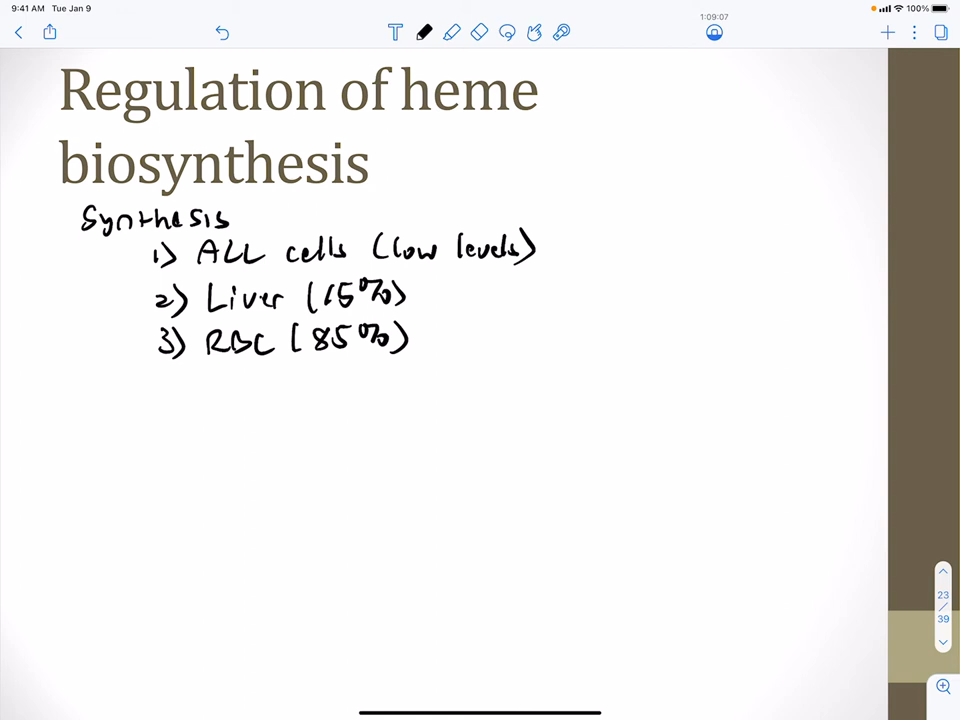 9:41 AM Tue Jan 9
100%
1:09:07
T
Regulation of heme
biosynthesis
Synthesis
1) ALL cells (low levels)
2) Liver (15%)
3) RBC (85%)
23
/
39